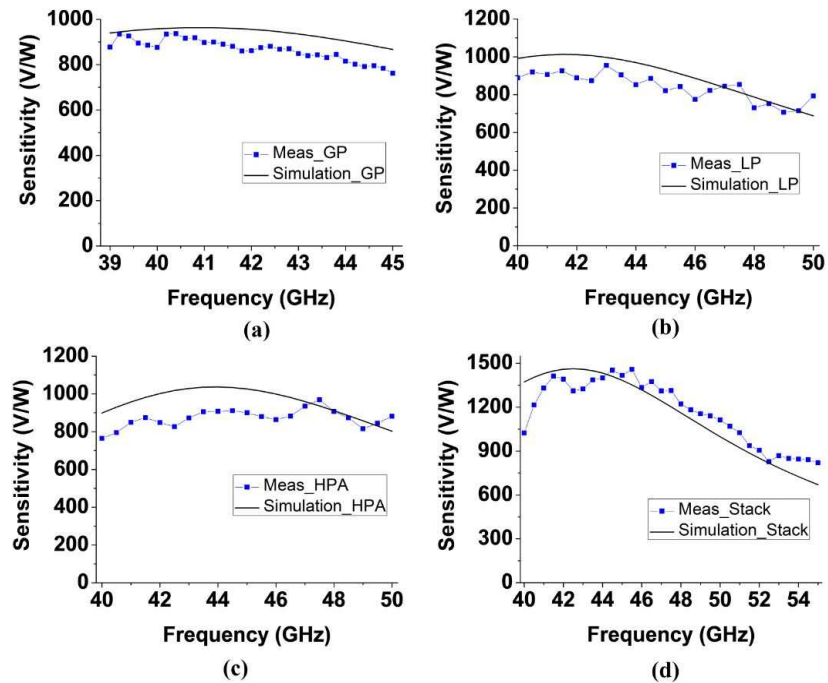 1000
800
600
400
200
0
Sensitivity (V/W)
Meas_GP
Simulation_GP
39 40 41 42 43 44 45
Frequency (GHz)
(a)
1200
1000
800
600
400
200
0
Sensitivity (V/W)
Meas_LP
Simulation_LP
40 42 44 46 48 50
Frequency (GHz)
(b)
1200
1000
800
600
400
200
0
Sensitivity (V/W)
Meas_HPA
Simulation_HPA
40 42 44 46 48 50
Frequency (GHz)
(c)
1500
1200
900
600
300
0
Sensitivity (V/W)
Meas_Stack
Simulation_Stack
40 42 44 46 48 50 52 54
Frequency (GHz)
(d)